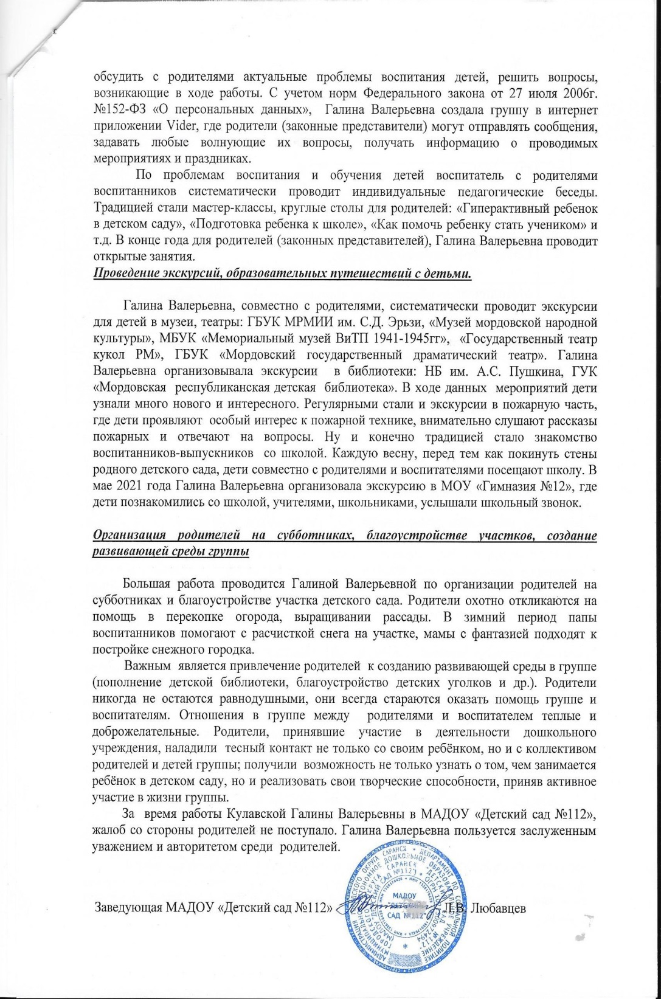 обсудить с родителями актуальные проблемы воспитания детей, решить вопросы,
возникающие в ходе работы. С учетом норм Федерального закона от 27 июля 2006г.
№152-ФЗ «О персональных данных», Галина Валерьевна создала группу в интернет
приложении Vider, где родители (законные представители) могут отправлять сообщения,
задавать любые волнующие их вопросы, получать информацию о проводимых
мероприятиях и праздниках.
По проблемам воспитания и обучения детей воспитатель с родителями
воспитанников систематически проводит индивидуальные педагогические беседы.
Традицией стали мастер-классы, круглые столы для родителей: «Гиперактивный ребенок
в детском саду», «Подготовка ребенка к школе», «Как помочь ребенку стать учеником» и
т.д. В конце года для родителей (законных представителей), Галина Валерьевна проводит
открытые занятия.
Проведение экскурсий, образовательных путешествий с детьми.
Галина Валерьевна, совместно с родителями, систематически проводит экскурсии
для детей в музеи, театры: ГБУК МРМИИ им. С.Д. Эрьзи, «Музей мордовской народной
культуры», МБУК «Мемориальный музей ВиТП 1941-1945гг», «Государственный театр
кукол РМ», ГБУК «Мордовский государственный драматический театр». Галина
Валерьевна организовывала экскурсии в библиотеки: НБ им. А.С. Пушкина, ГУК
«Мордовская республиканская детская библиотека». В ходе данных мероприятий дети
узнали много нового и интересного. Регулярными стали и экскурсии в пожарную часть,
где дети проявляют особый интерес к пожарной технике, внимательно слушают рассказы
пожарных и отвечают на вопросы. Ну и конечно традицией стало знакомство
воспитанников-выпускников со школой. Каждую весну, перед тем как покинуть стены
родного детского сада, дети совместно с родителями и воспитателями посещают школу. В
мае 2021 года Галина Валерьевна организовала экскурсию в МОУ «Гимназия №12», где
дети познакомились со школой, учителями, школьниками, услышали школьный звонок.
Организация родителей на субботниках, благоустройстве участков, создание
развивающей среды группы
Большая работа проводится Галиной Валерьевной по организации родителей на
субботниках и благоустройстве участка детского сада. Родители охотно откликаются на
помощь в перекопке огорода, выращивании рассады. В зимний период папы
воспитанников помогают с расчисткой снега на участке, мамы с фантазией подходят к
постройке снежного городка.
Важным является привлечение родителей к созданию развивающей среды в группе
(пополнение детской библиотеки, благоустройство детских уголков и др.). Родители
никогда не остаются равнодушными, они всегда стараются оказать помощь группе и
воспитателям. Отношения в группе между родителями и воспитателем теплые и
доброжелательные. Родители, принявшие участие в деятельности дошкольного
учреждения, наладили тесный контакт не только со своим ребёнком, но и с коллективом
родителей и детей группы; получили возможность не только узнать о том, чем занимается
ребёнок в детском саду, но и реализовать свои творческие способности, приняв активное
участие в жизни группы.
За время работы Кулавской Галины Валерьевны в МАДОУ «Детский сад №112»,
жалоб со стороны родителей не поступало. Галина Валерьевна пользуется заслуженным
уважением и авторитетом среди родителей.
Заведующая МАДОУ «Детский сад №112» Л.В. Любавцев
МАДОУ
"ДЕТСКИЙ
САД №112"